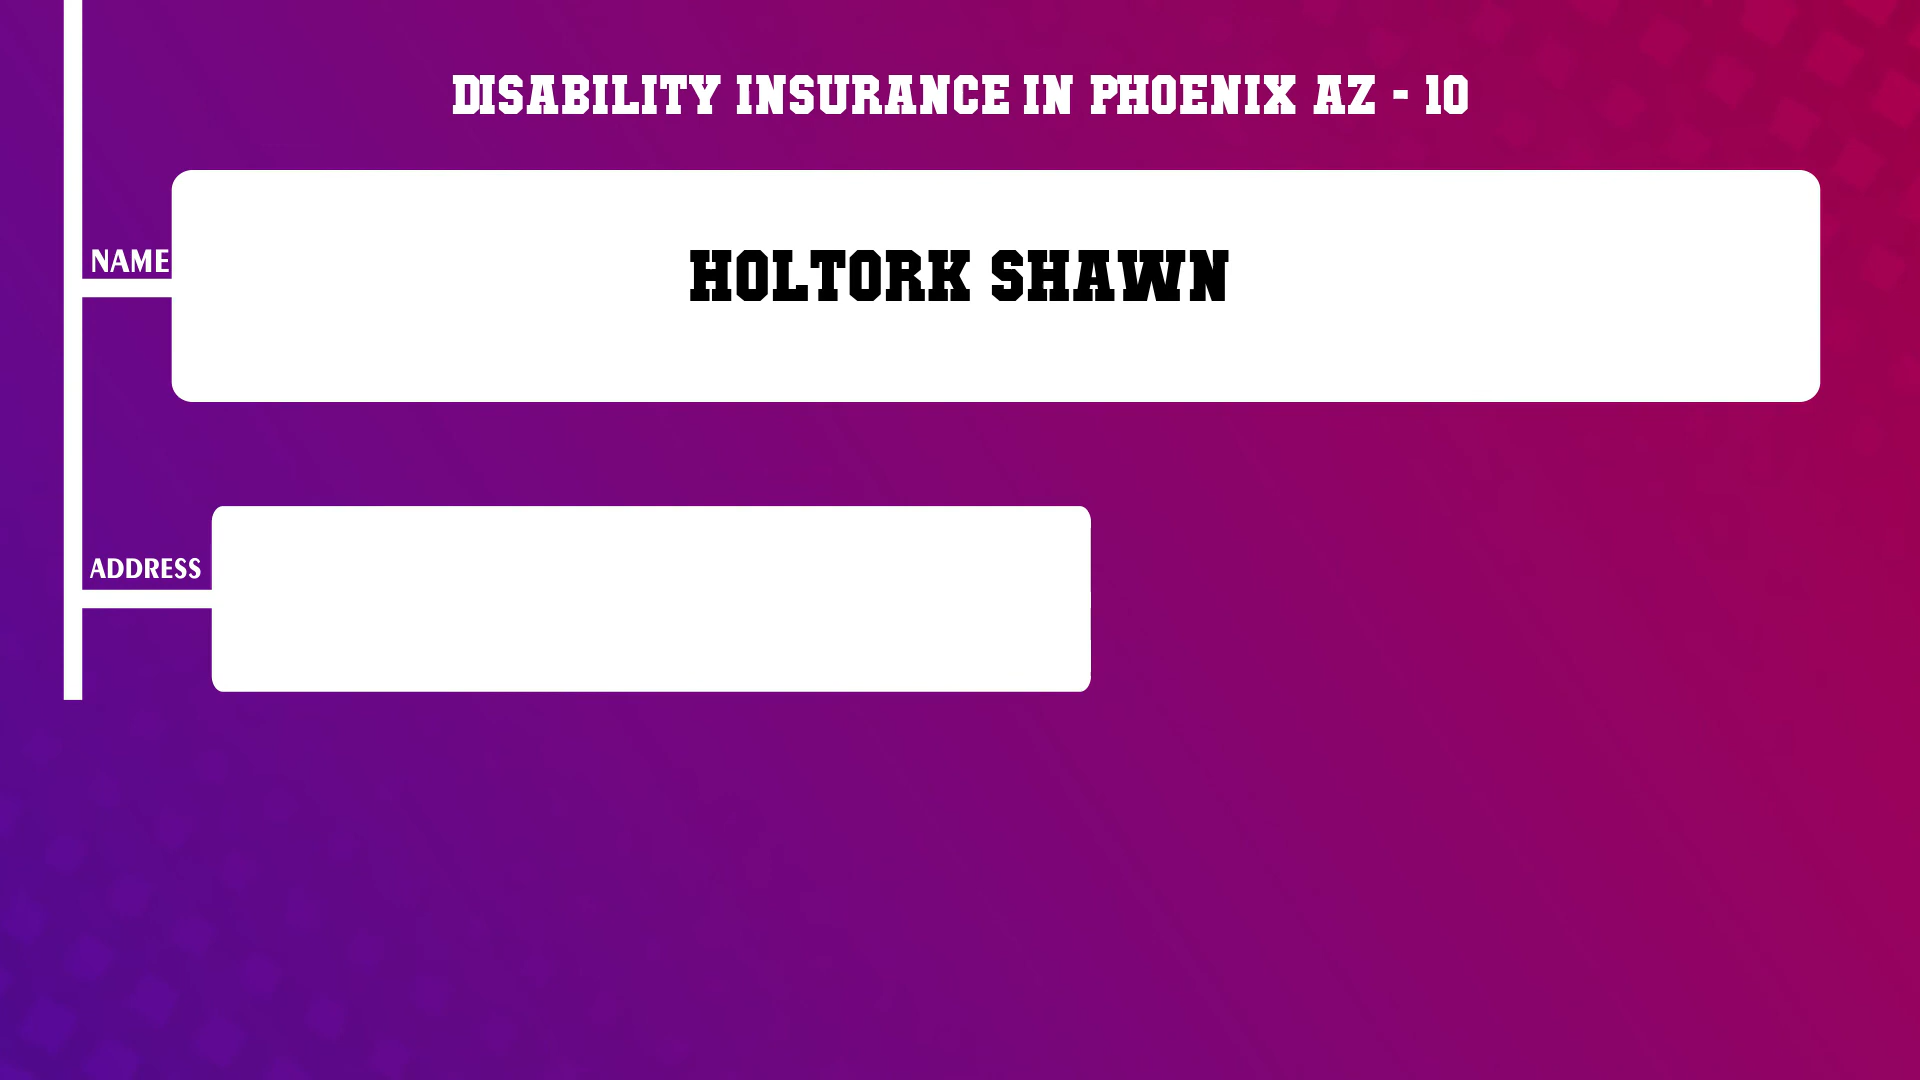 DISABILITY INSURANCE IN PHOENIX AZ - 10
NAME
HOLTORK SHAWN
ADDRESS